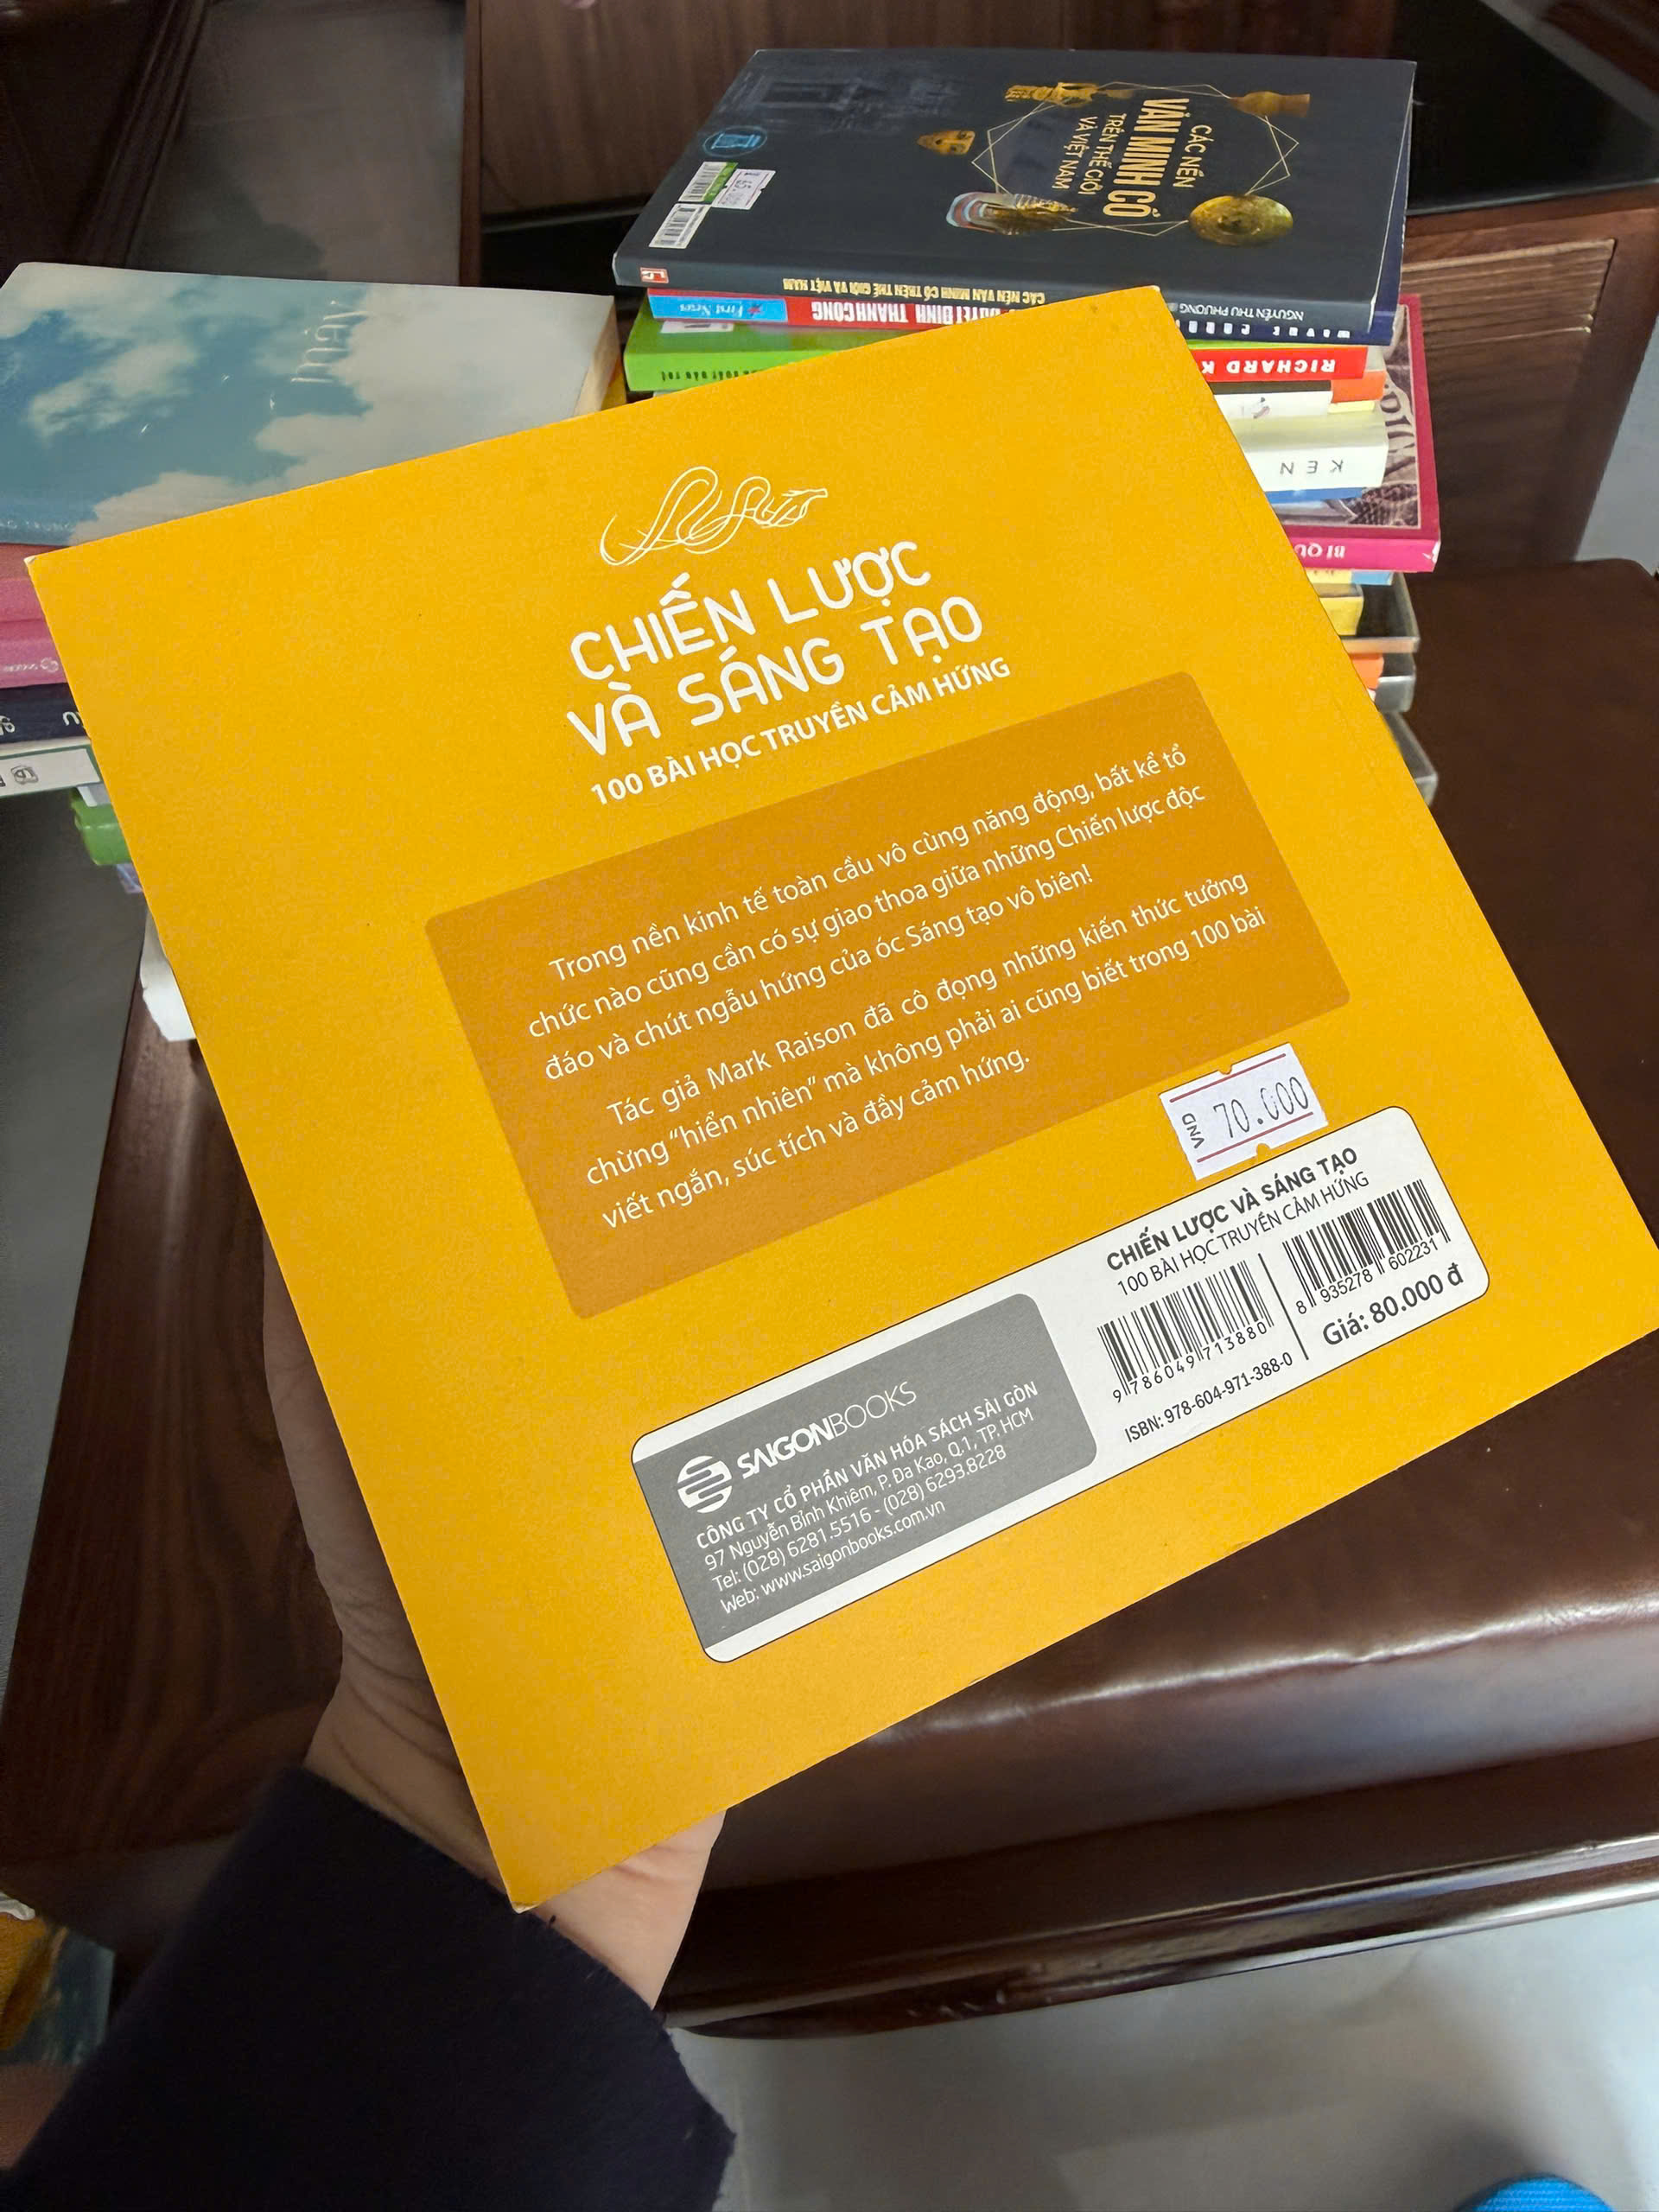 CÁC NỀN
VĂN MINH CỔ
TRÊN THẾ GIỚI
VÀ VIỆT NAM
CÁC NỀN VĂN MINH CỔ TRÊN THẾ GIỚI VÀ VIỆT NAM
NGUYỄN THU PHƯƠNG
First News
QUYẾT ĐỊNH THÀNH CÔNG
RICHARD K
KEN
BÍ QU
mây
CHIẾN LƯỢC
VÀ SÁNG TẠO
100 BÀI HỌC TRUYỀN CẢM HỨNG
Trong nền kinh tế toàn cầu vô cùng năng động, bất kể tổ
chức nào cũng cần có sự giao thoa giữa những Chiến lược độc
đáo và chút ngẫu hứng của óc Sáng tạo vô biên!
Tác giả Mark Raison đã cô đọng những kiến thức tưởng
chừng "hiển nhiên" mà không phải ai cũng biết trong 100 bài
viết ngắn, súc tích và đầy cảm hứng.
VND 70.000
CHIẾN LƯỢC VÀ SÁNG TẠO
100 BÀI HỌC TRUYỀN CẢM HỨNG
9 786049 713880
8 935278 602231
ISBN: 978-604-971-388-0
Giá: 80.000 đ
SAIGONBOOKS
CÔNG TY CỔ PHẦN VĂN HÓA SÁCH SÀI GÒN
97 Nguyễn Bỉnh Khiêm, P. Đa Kao, Q.1, TP. HCM
Tel: (028) 6281.5516 - (028) 6293.8228
Web: www.saigonbooks.com.vn